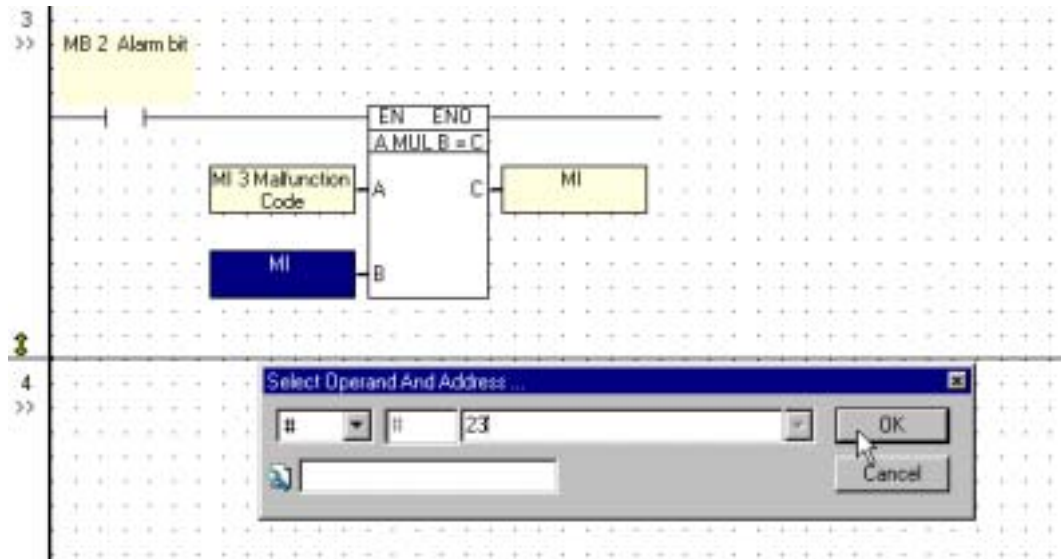 3
>>
MB 2 Alarm bit
EN ENO
A MUL B = C
MI 3 Malfunction
Code
A
C
MI
MI
B
4
>>
Select Operand And Address ...
#
#
23
OK
Cancel